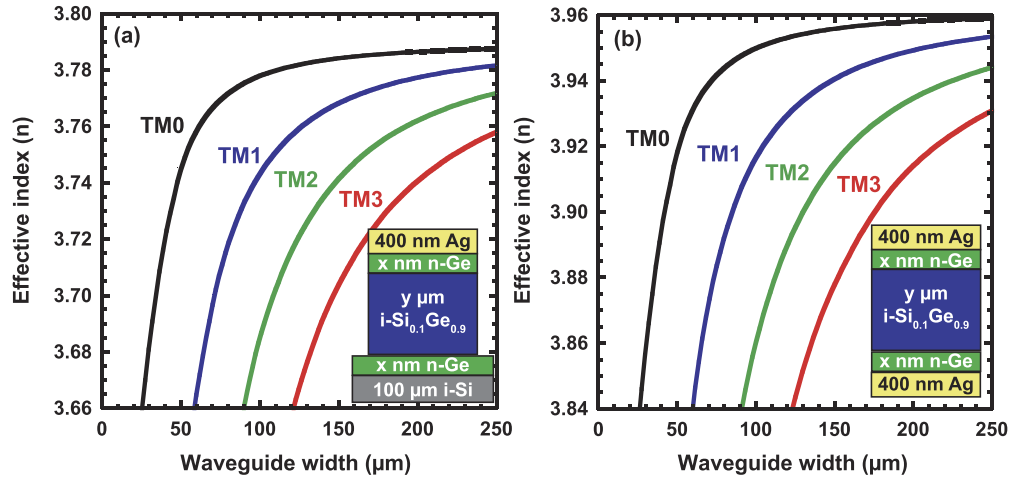 (a)
3.80
3.78
3.76
3.74
3.72
3.70
3.68
3.66
Effective index (n)
TM0
TM1
TM2
TM3
400 nm Ag
x nm n-Ge
y µm
i-Si0.1Ge0.9
x nm n-Ge
100 µm i-Si
0 50 100 150 200 250
Waveguide width (µm)
(b)
3.96
3.94
3.92
3.90
3.88
3.86
3.84
Effective index (n)
TM0
TM1
TM2
TM3
400 nm Ag
x nm n-Ge
y µm
i-Si0.1Ge0.9
x nm n-Ge
400 nm Ag
0 50 100 150 200 250
Waveguide width (µm)